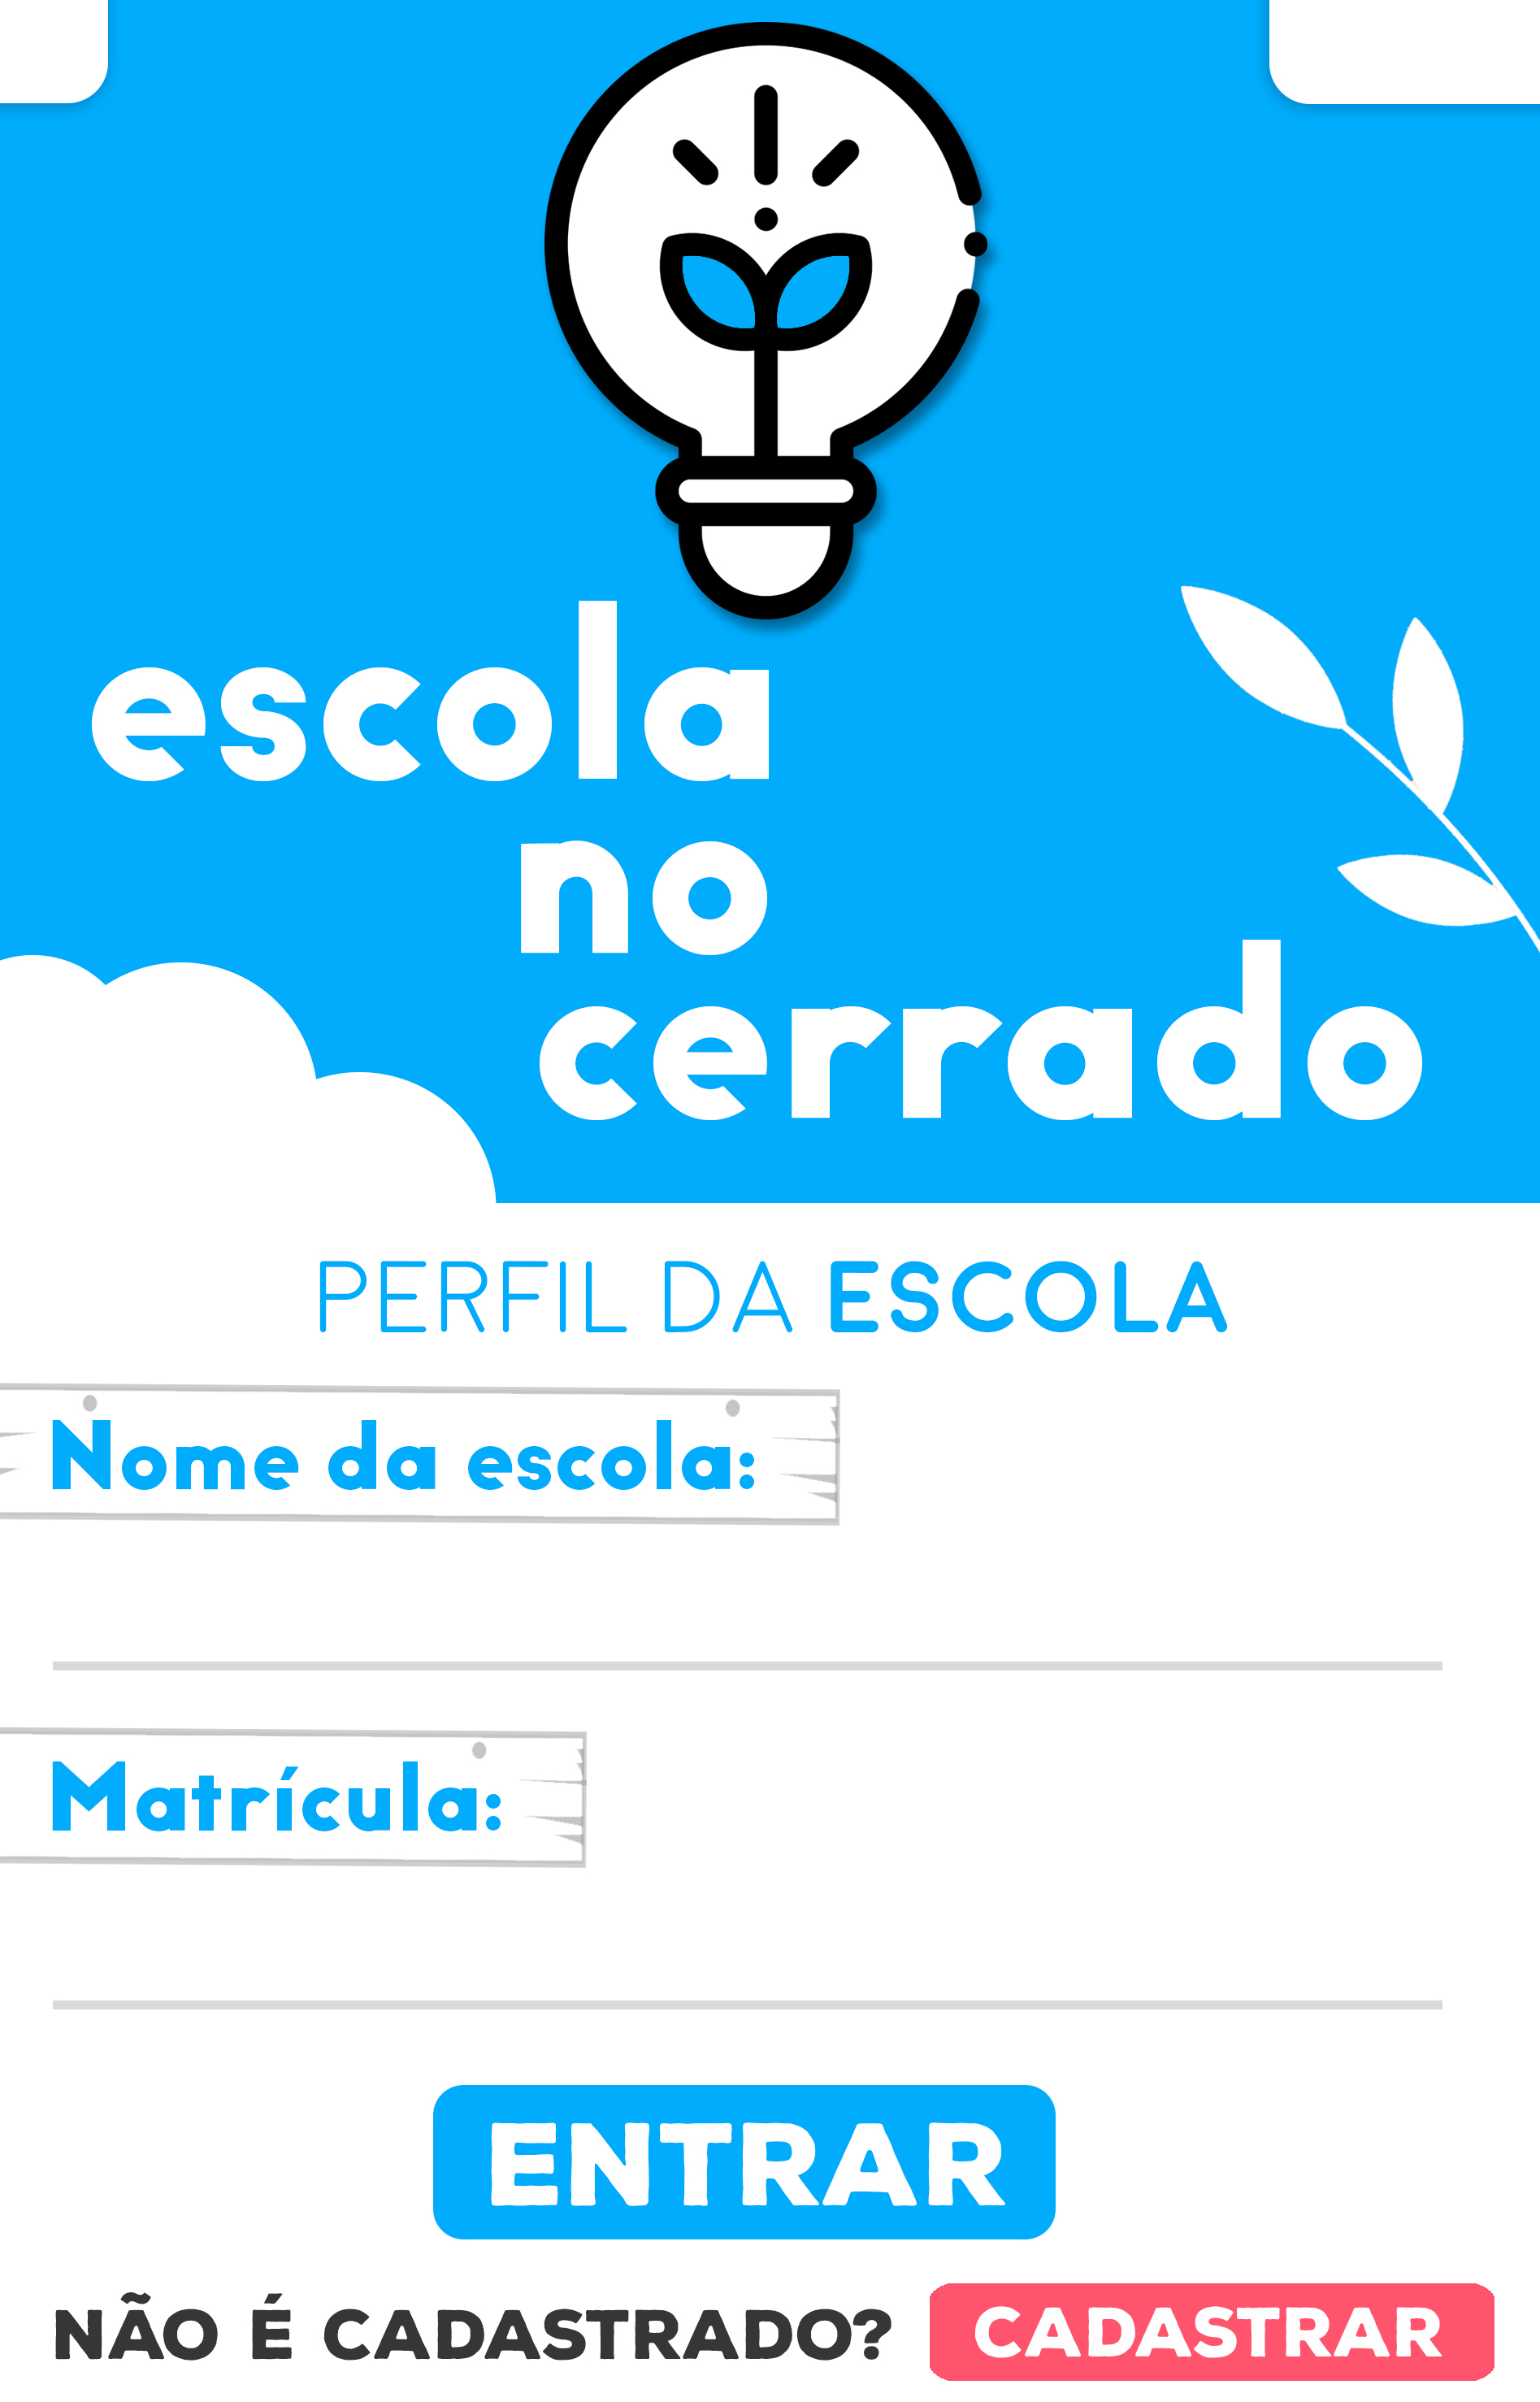 escola
no
cerrado
PERFIL DA ESCOLA
Nome da escola:
Matrícula:
ENTRAR
NÃO É CADASTRADO? CADASTRAR